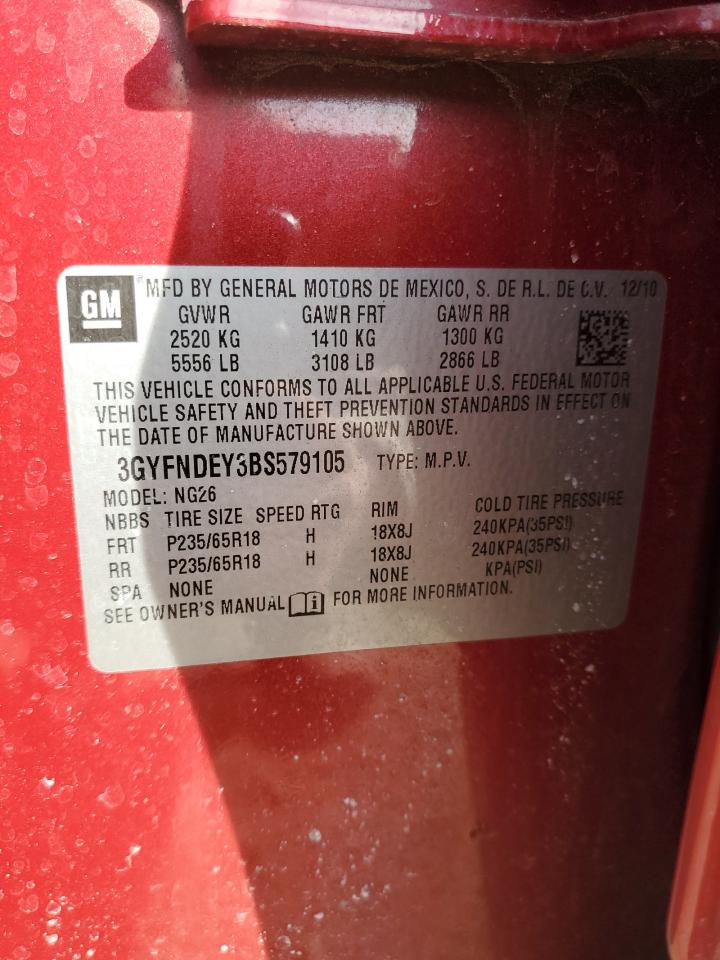 GM MFD BY GENERAL MOTORS DE MEXICO, S. DE R.L. DE C.V. 12/10
GVWR GAWR FRT GAWR RR
2520 KG 1410 KG 1300 KG
5556 LB 3108 LB 2866 LB
THIS VEHICLE CONFORMS TO ALL APPLICABLE U.S. FEDERAL MOTOR
VEHICLE SAFETY AND THEFT PREVENTION STANDARDS IN EFFECT ON
THE DATE OF MANUFACTURE SHOWN ABOVE.
3GYFNDEY3BS579105 TYPE: M.P.V.
MODEL: NG26
NBBS TIRE SIZE SPEED RTG RIM COLD TIRE PRESSURE
FRT P235/65R18 H 18X8J 240KPA(35PSI)
RR P235/65R18 H 18X8J 240KPA(35PSI)
SPA NONE NONE KPA(PSI)
SEE OWNER'S MANUAL FOR MORE INFORMATION.